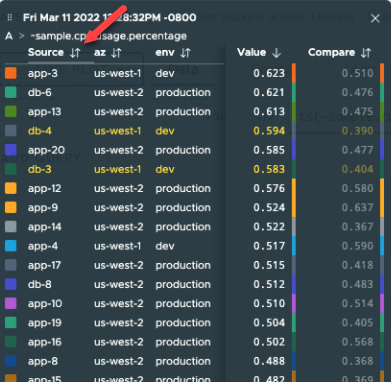 Fri Mar 11 2022 28:32PM -0800
A > ~sample.cp usage.percentage
Source az env Value Compare
app-3 us-west-1 dev 0.623 0.510
db-6 us-west-2 production 0.621 0.476
app-13 us-west-2 production 0.613 0.475
db-4 us-west-1 dev 0.594 0.390
app-20 us-west-2 production 0.585 0.477
db-3 us-west-1 dev 0.583 0.404
app-12 us-west-2 production 0.576 0.580
app-9 us-west-2 production 0.524 0.637
app-14 us-west-2 production 0.522 0.367
app-4 us-west-1 dev 0.517 0.590
app-17 us-west-2 production 0.515 0.418
db-8 us-west-2 production 0.512 0.483
app-10 us-west-2 production 0.510 0.514
app-19 us-west-2 production 0.504 0.405
app-16 us-west-2 production 0.502 0.568
app-8 us-west-2 production 0.488 0.368
app-15 us-west-2 production 0.488